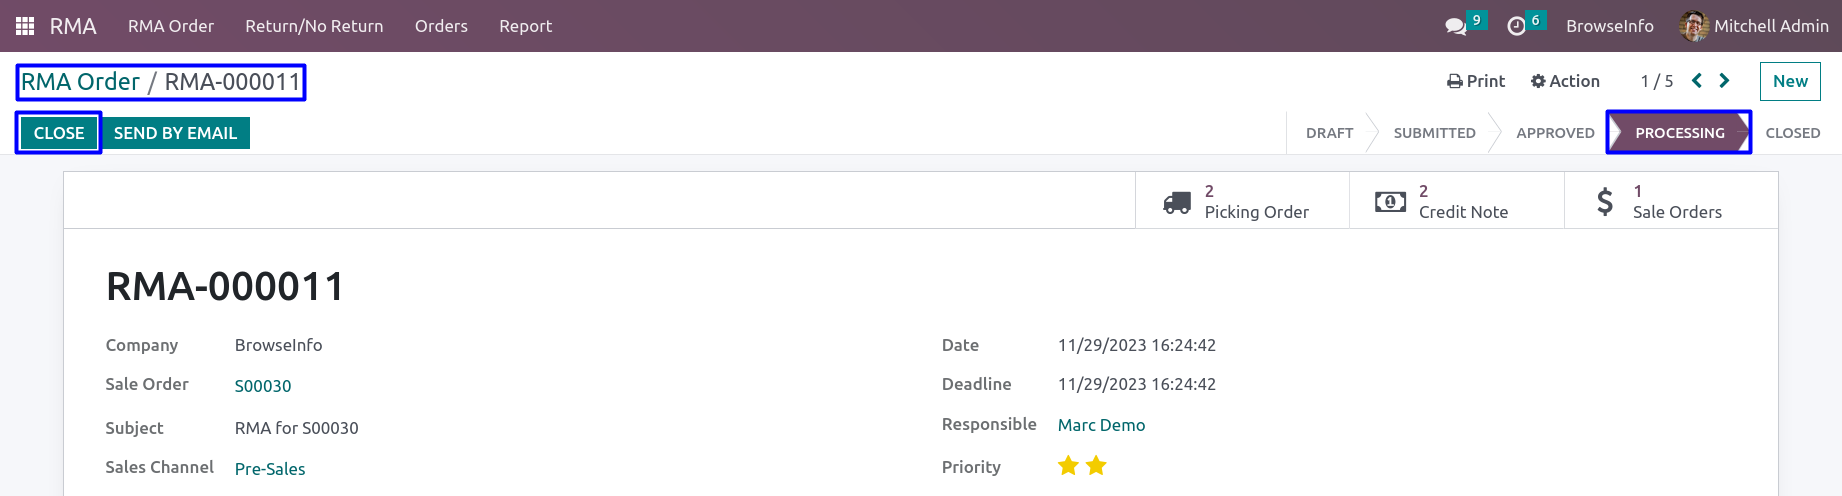 RMA RMA Order Return/No Return Orders Report 9 6 BrowseInfo Mitchell Admin
RMA Order / RMA-000011 Print Action 1 / 5 New
CLOSE SEND BY EMAIL DRAFT SUBMITTED APPROVED PROCESSING CLOSED
2 Picking Order
2 Credit Note
1 Sale Orders
RMA-000011
Company BrowseInfo
Sale Order S00030
Subject RMA for S00030
Sales Channel Pre-Sales
Date 11/29/2023 16:24:42
Deadline 11/29/2023 16:24:42
Responsible Marc Demo
Priority